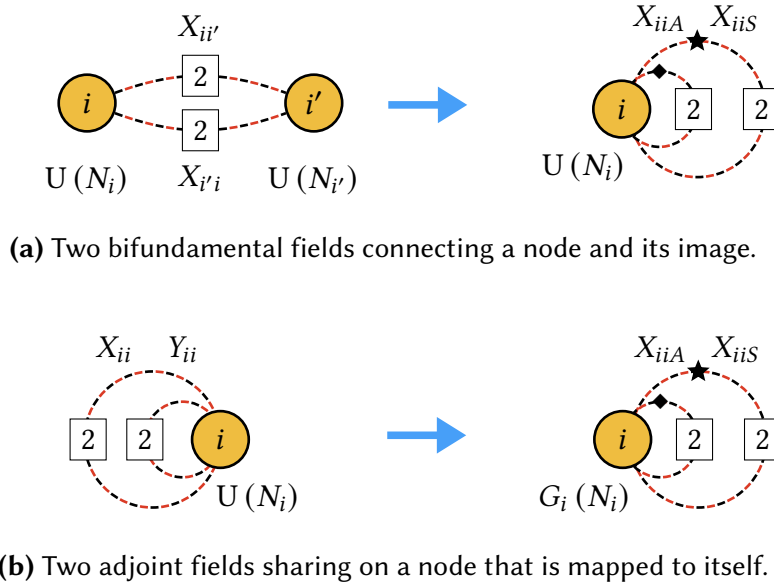 X_{ii′} X_{iiA} X_{iiS}
2
i i′ i 2 2
2
U (N_i) X_{i′i} U (N_{i′}) U (N_i)
(a) Two bifundamental fields connecting a node and its image.
X_{ii} Y_{ii} X_{iiA} X_{iiS}
2 2 i i 2 2
U (N_i) G_i (N_i)
(b) Two adjoint fields sharing on a node that is mapped to itself.